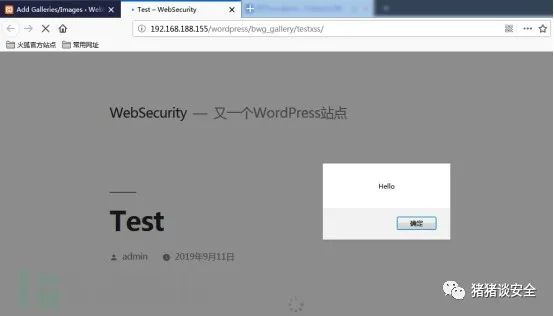 Add Galleries/Images ‹ Web
Test – WebSecurity
192.168.188.155/wordpress/bwg_gallery/testxss/
火狐官方站点 常用网址
WebSecurity — 又一个WordPress站点
Hello
确定
Test
admin 2019年9月11日
猪猪谈安全